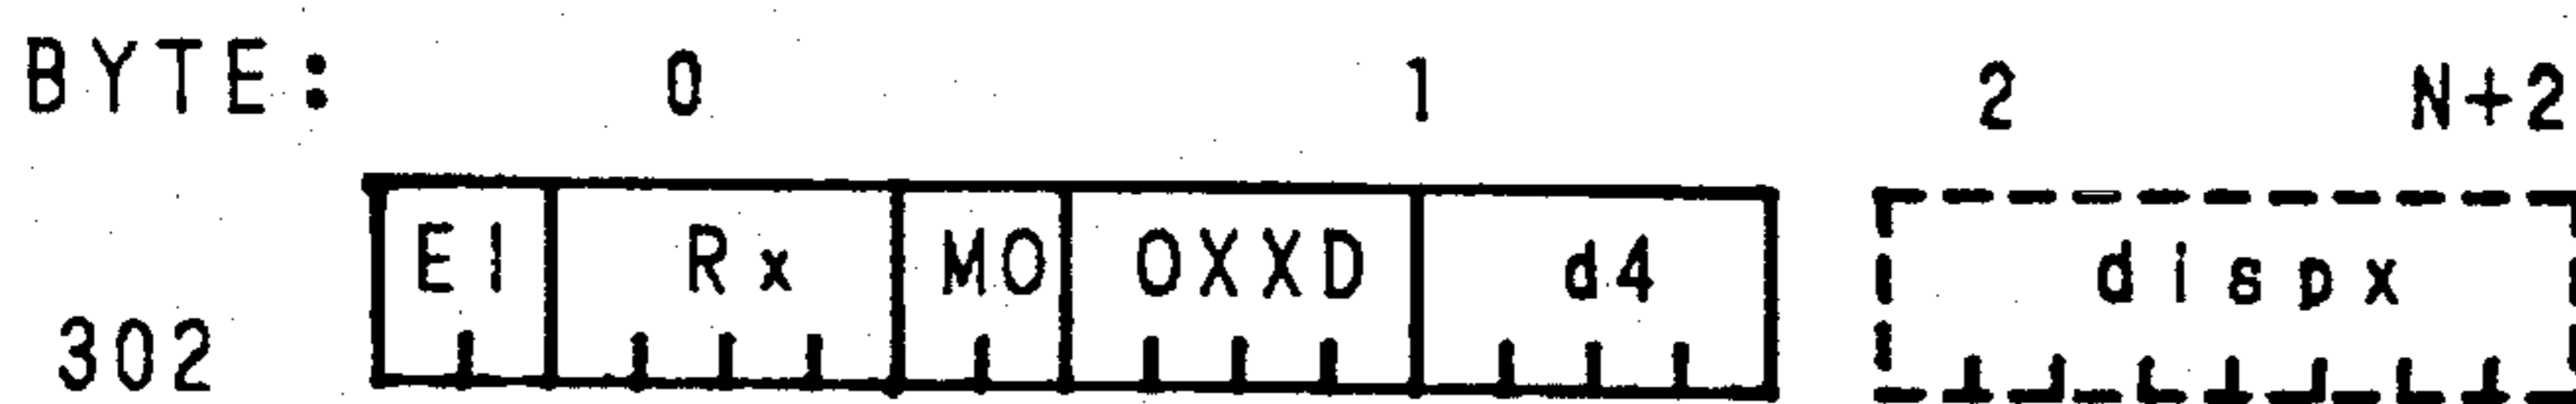 BYTE: 0 1 2 N+2
302 EI Rx MO OXXD d4 dispx